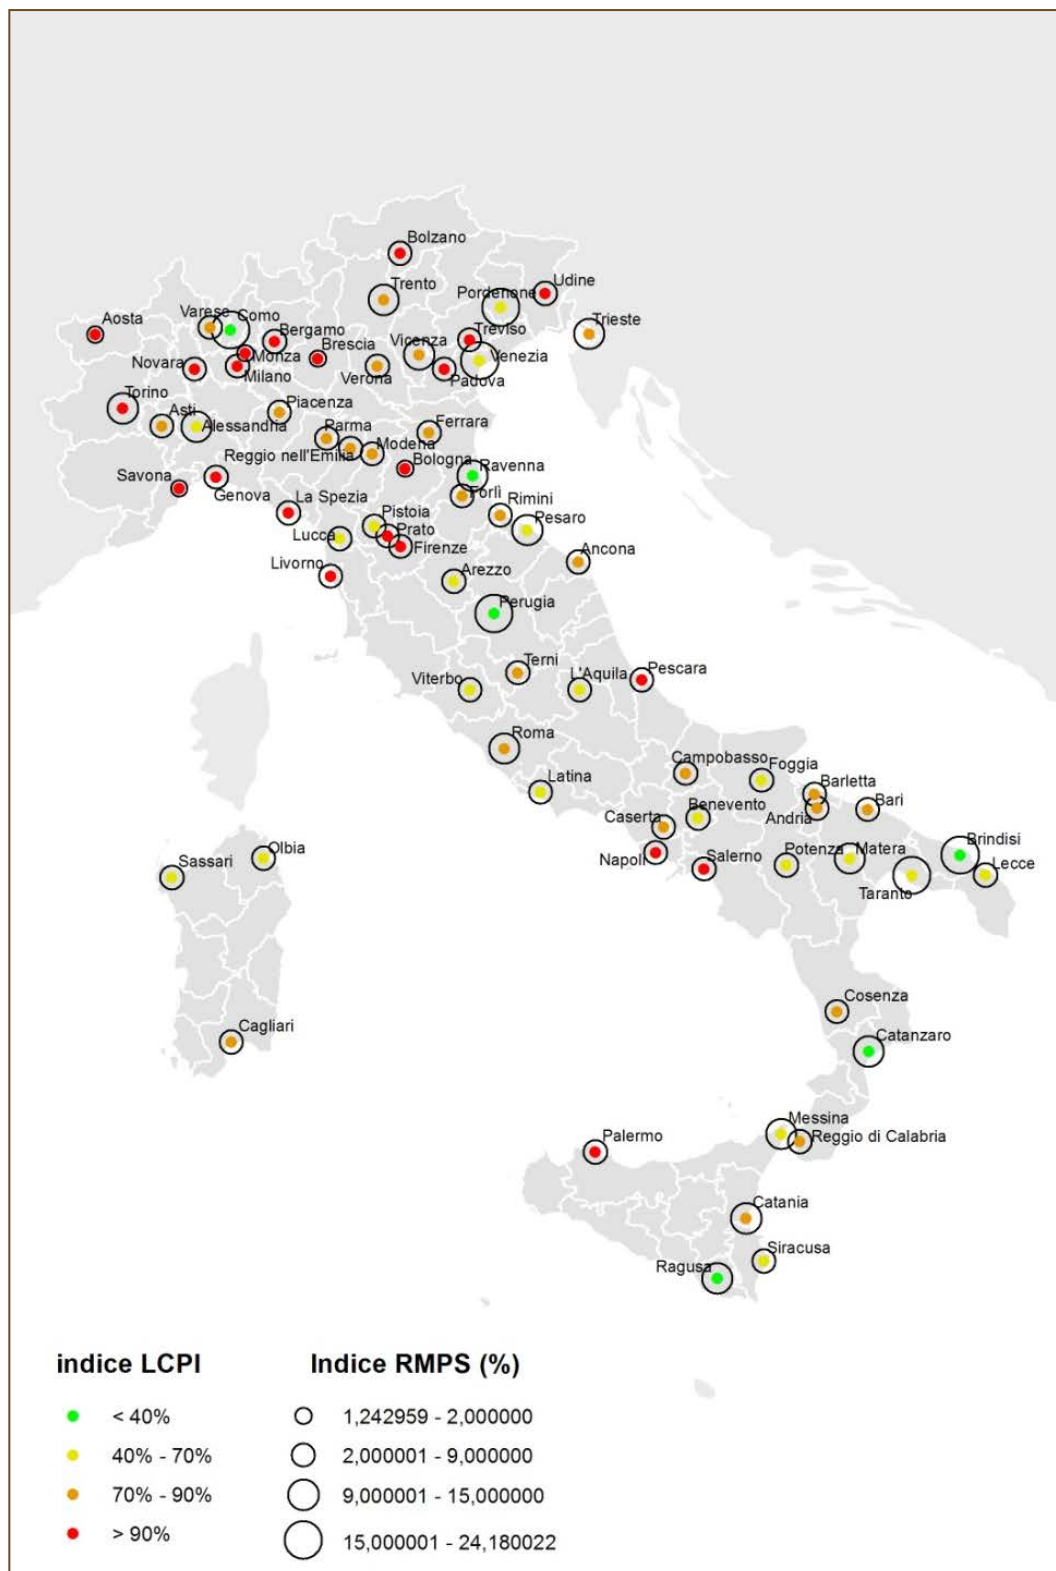 Bolzano
Udine
Trento
Pordenone
Aosta
Varese
Como
Trieste
Bergamo
Treviso
Brescia
Vicenza
Monza
Venezia
Novara
Milano
Verona
Padova
Torino
Piacenza
Asti
Alessandria
Parma
Ferrara
Modena
Reggio nell'Emilia
Bologna
Ravenna
Savona
Genova
Forlì
La Spezia
Rimini
Pistoia
Pesaro
Prato
Lucca
Firenze
Ancona
Livorno
Arezzo
Perugia
Terni
Viterbo
L'Aquila
Pescara
Roma
Campobasso
Foggia
Latina
Barletta
Benevento
Bari
Caserta
Andria
Napoli
Salerno
Potenza
Matera
Brindisi
Lecce
Taranto
Olbia
Sassari
Cosenza
Cagliari
Catanzaro
Messina
Palermo
Reggio di Calabria
Catania
Siracusa
Ragusa
indice LCPI
< 40%
40% - 70%
70% - 90%
> 90%
Indice RMPS (%)
1,242959 - 2,000000
2,000001 - 9,000000
9,000001 - 15,000000
15,000001 - 24,180022